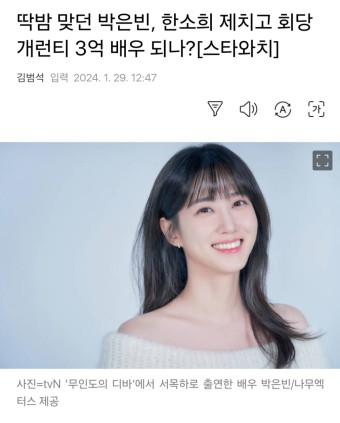 딱밤 맞던 박은빈, 한소희 제치고 회당
개런티 3억 배우 되나?[스타와치]
김범석 입력 2024. 1. 29. 12:47
A 가
사진=tvN '무인도의 디바'에서 서목하로 출연한 배우 박은빈/나무엑
터스 제공